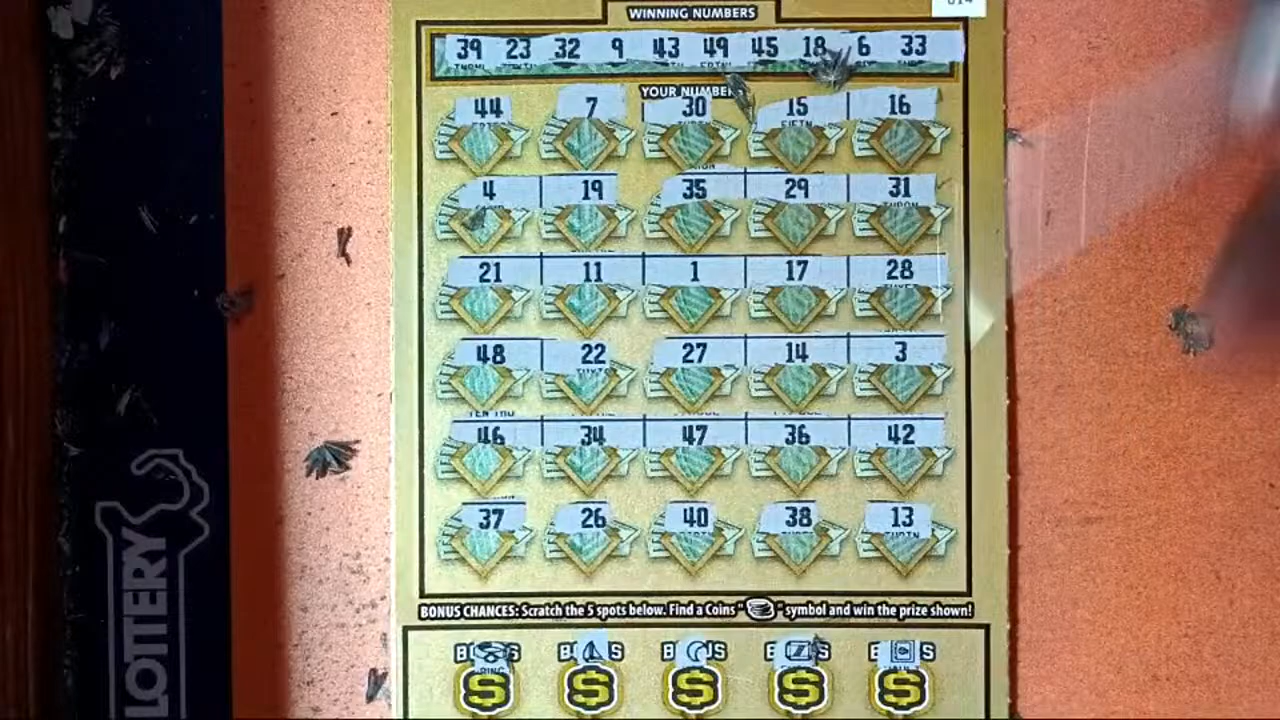 014
WINNING NUMBERS
39 23 32 9 43 49 45 18 6 33
YOUR NUMBERS
44 7 30 15 16
4 19 35 29 31
21 11 1 17 28
48 22 27 14 3
46 34 47 36 42
37 26 40 38 13
BONUS CHANCES: Scratch the 5 spots below. Find a Coins " " symbol and win the prize shown!
$ $ $ $ $
LOTTERY